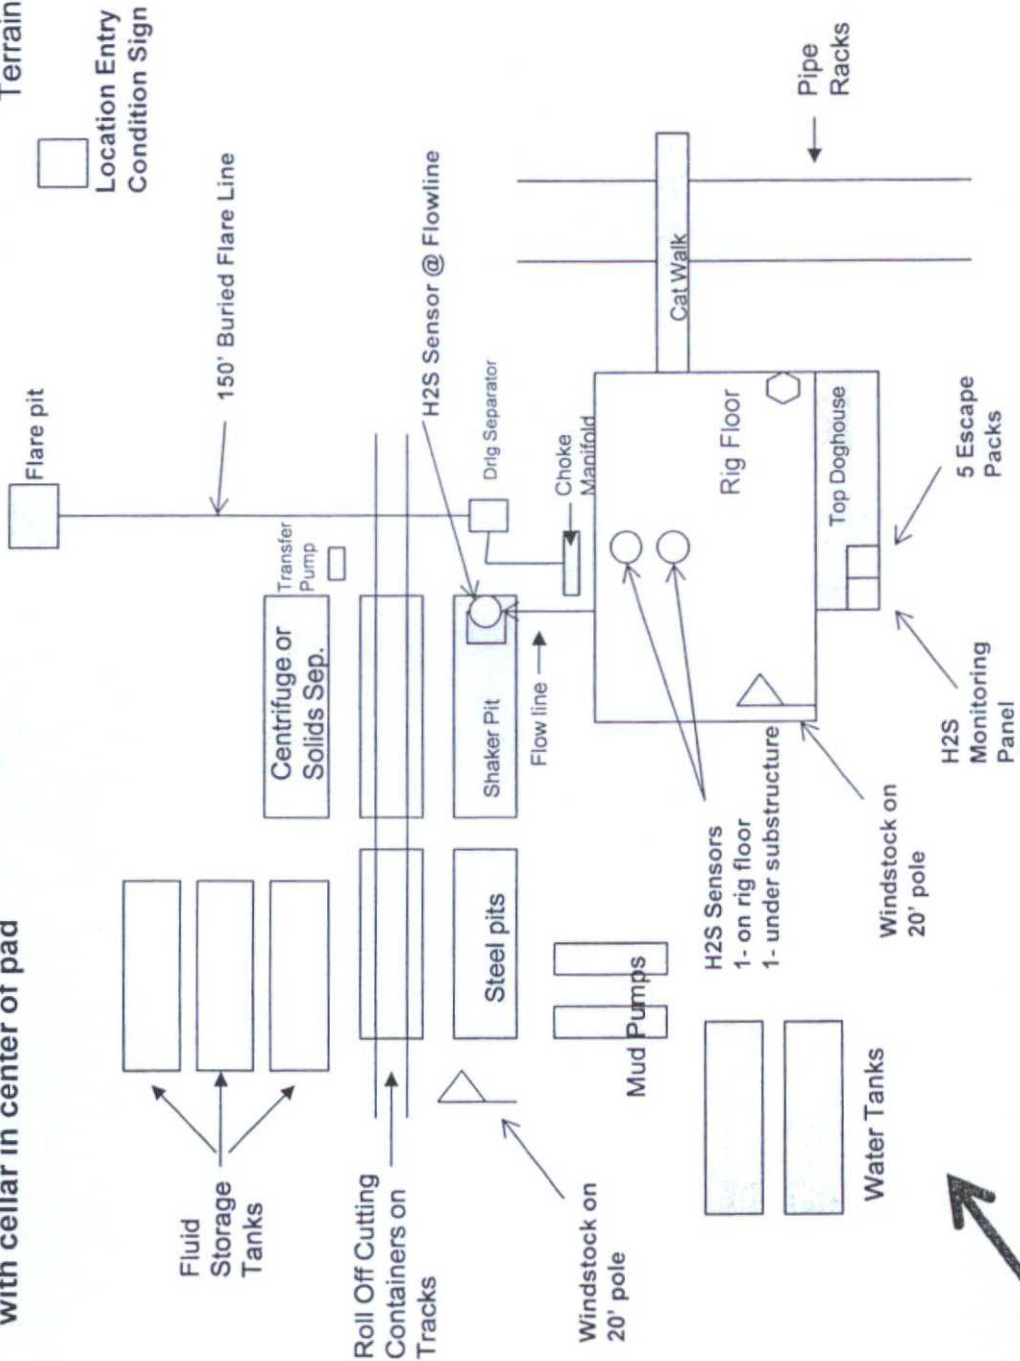 with cellar in center of pad
Terrain
Location Entry
Condition Sign
Flare pit
150' Buried Flare Line
H2S Sensor @ Flowline
Transfer
Pump
Drlg Separator
Centrifuge or
Solids Sep.
Fluid
Storage
Tanks
Roll Off Cutting
Containers on
Tracks
Steel pits
Shaker Pit
Flow line
Choke
Manifold
Pipe
Racks
Cat Walk
Rig Floor
Top Doghouse
5 Escape
Packs
H2S
Monitoring
Panel
Windstock on
20' pole
H2S Sensors
1- on rig floor
1- under substructure
Mud Pumps
Windstock on
20' pole
Water Tanks